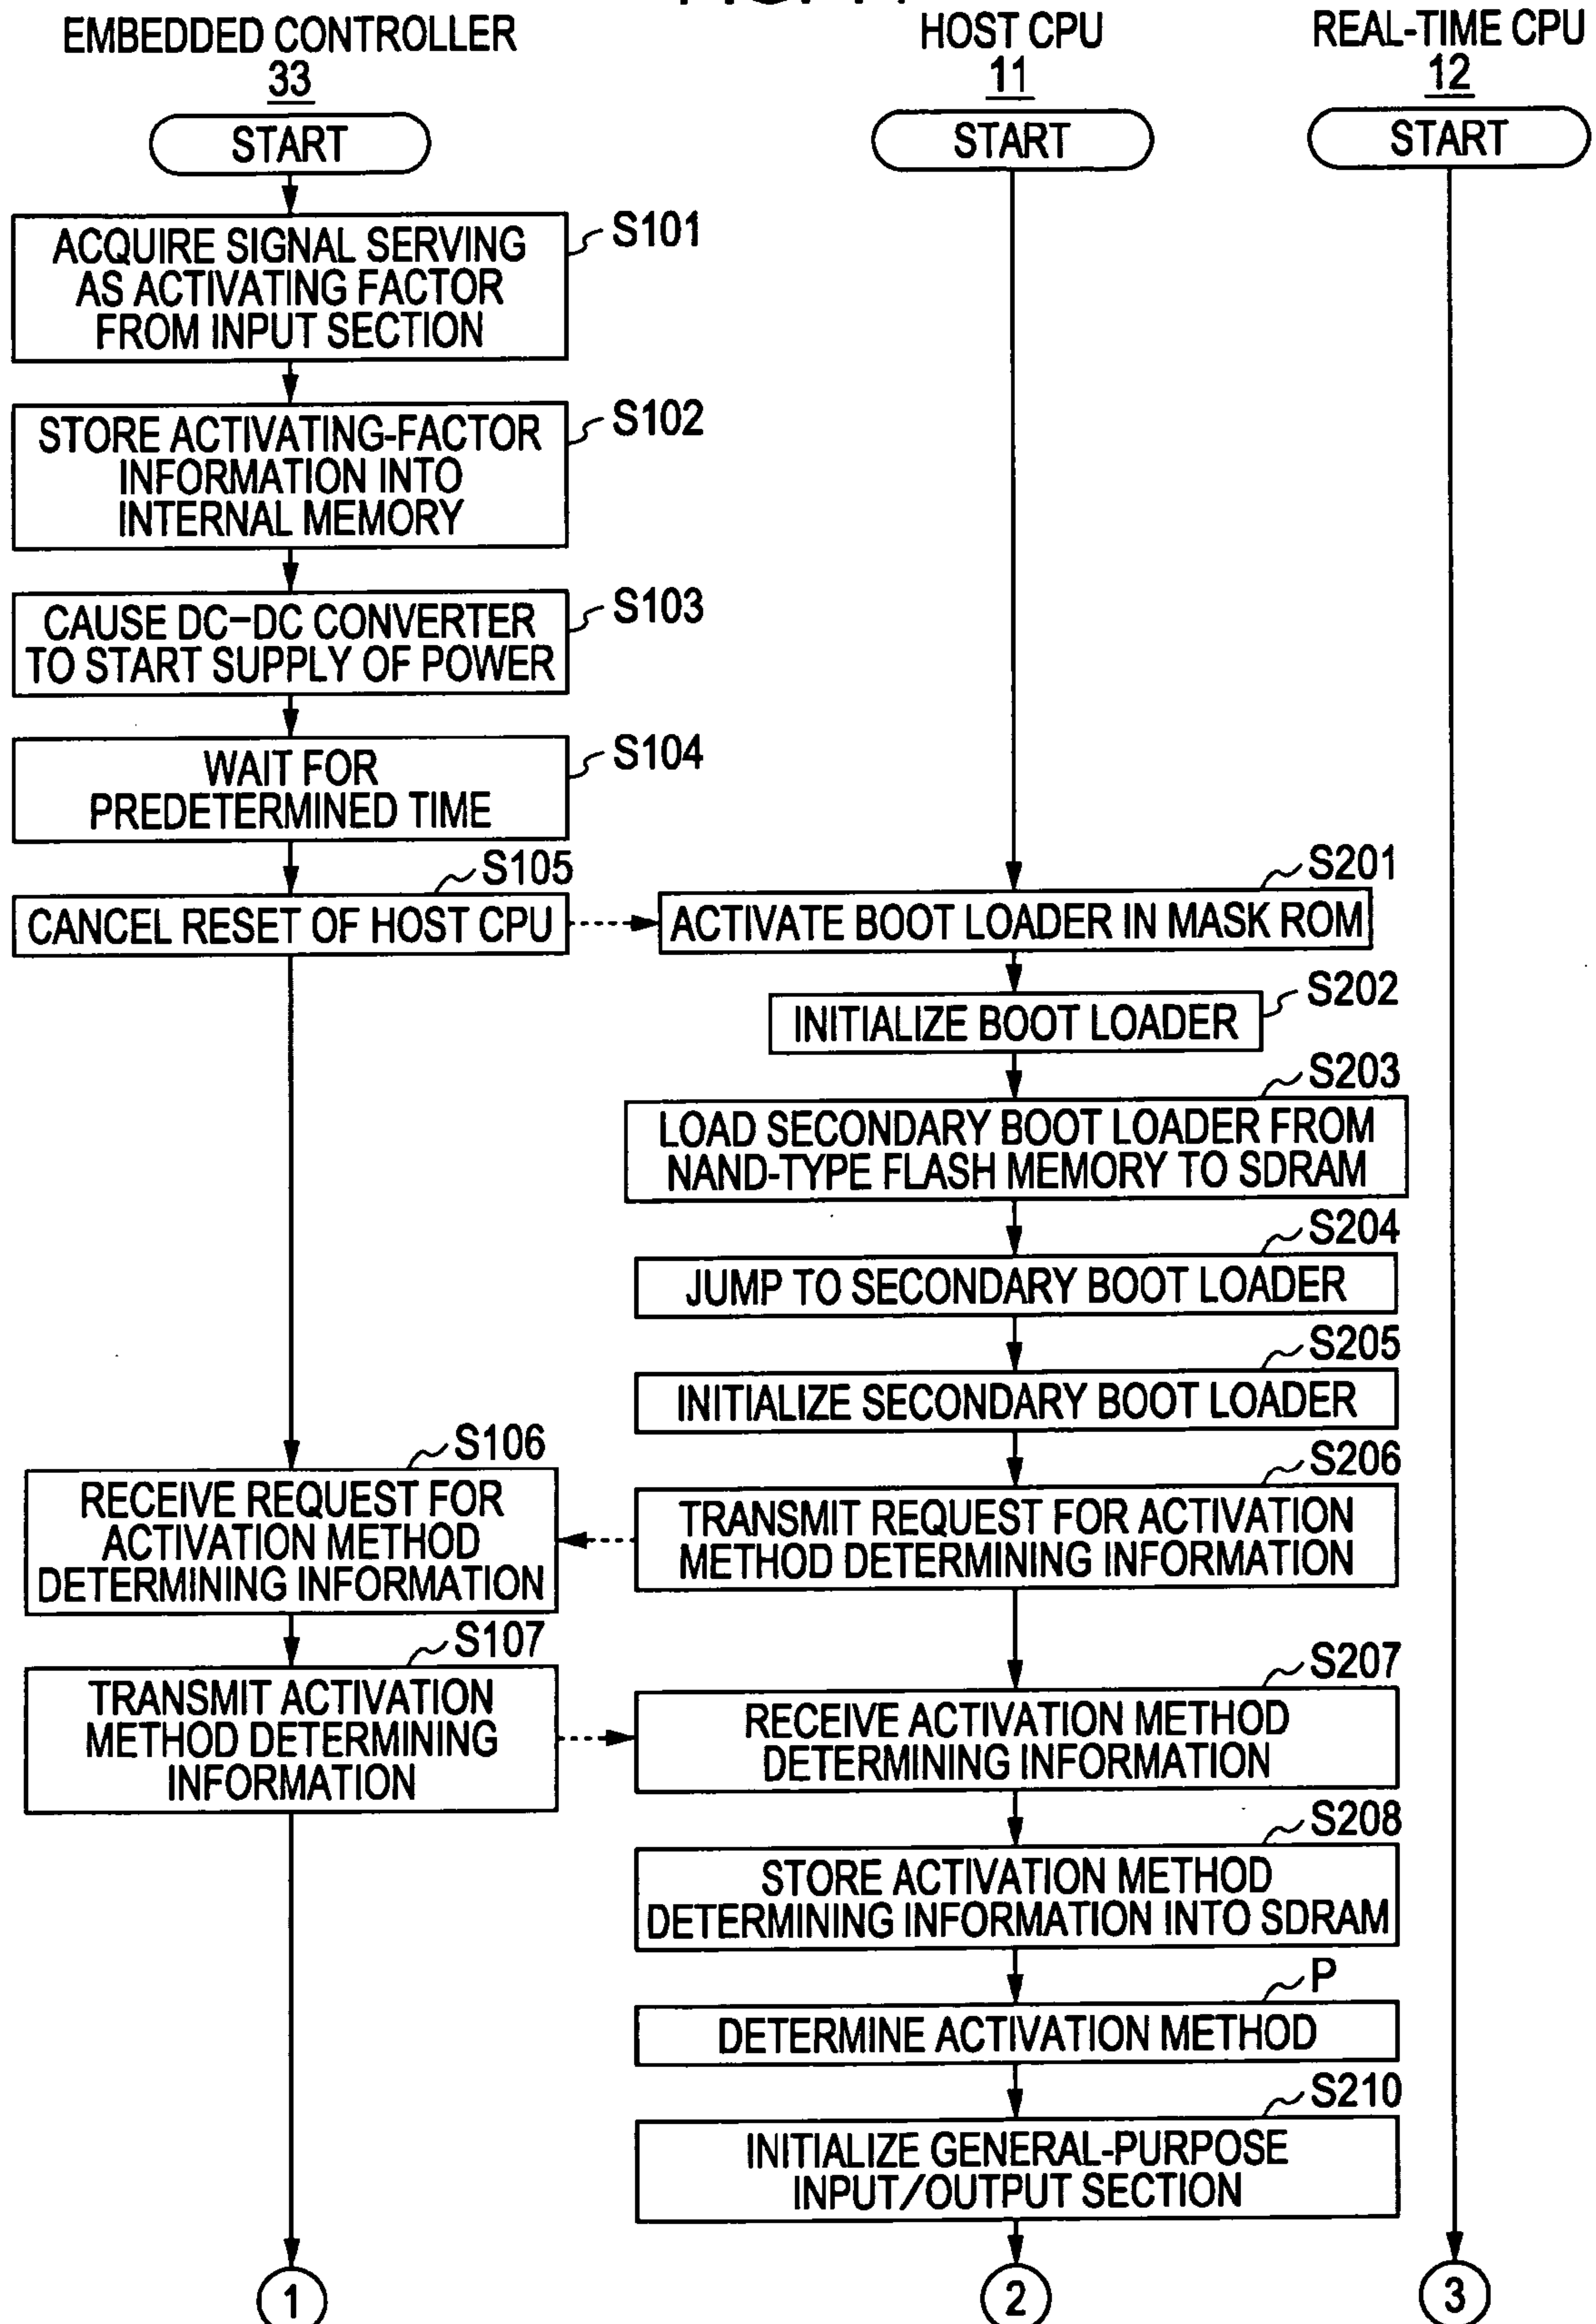 EMBEDDED CONTROLLER
33
HOST CPU
11
REAL-TIME CPU
12
START
START
START
S101
ACQUIRE SIGNAL SERVING
AS ACTIVATING FACTOR
FROM INPUT SECTION
S102
STORE ACTIVATING-FACTOR
INFORMATION INTO
INTERNAL MEMORY
S103
CAUSE DC-DC CONVERTER
TO START SUPPLY OF POWER
S104
WAIT FOR
PREDETERMINED TIME
S105
CANCEL RESET OF HOST CPU
S201
ACTIVATE BOOT LOADER IN MASK ROM
S202
INITIALIZE BOOT LOADER
S203
LOAD SECONDARY BOOT LOADER FROM
NAND-TYPE FLASH MEMORY TO SDRAM
S204
JUMP TO SECONDARY BOOT LOADER
S205
INITIALIZE SECONDARY BOOT LOADER
S106
RECEIVE REQUEST FOR
ACTIVATION METHOD
DETERMINING INFORMATION
S206
TRANSMIT REQUEST FOR ACTIVATION
METHOD DETERMINING INFORMATION
S107
TRANSMIT ACTIVATION
METHOD DETERMINING
INFORMATION
S207
RECEIVE ACTIVATION METHOD
DETERMINING INFORMATION
S208
STORE ACTIVATION METHOD
DETERMINING INFORMATION INTO SDRAM
P
DETERMINE ACTIVATION METHOD
S210
INITIALIZE GENERAL-PURPOSE
INPUT/OUTPUT SECTION
1
2
3